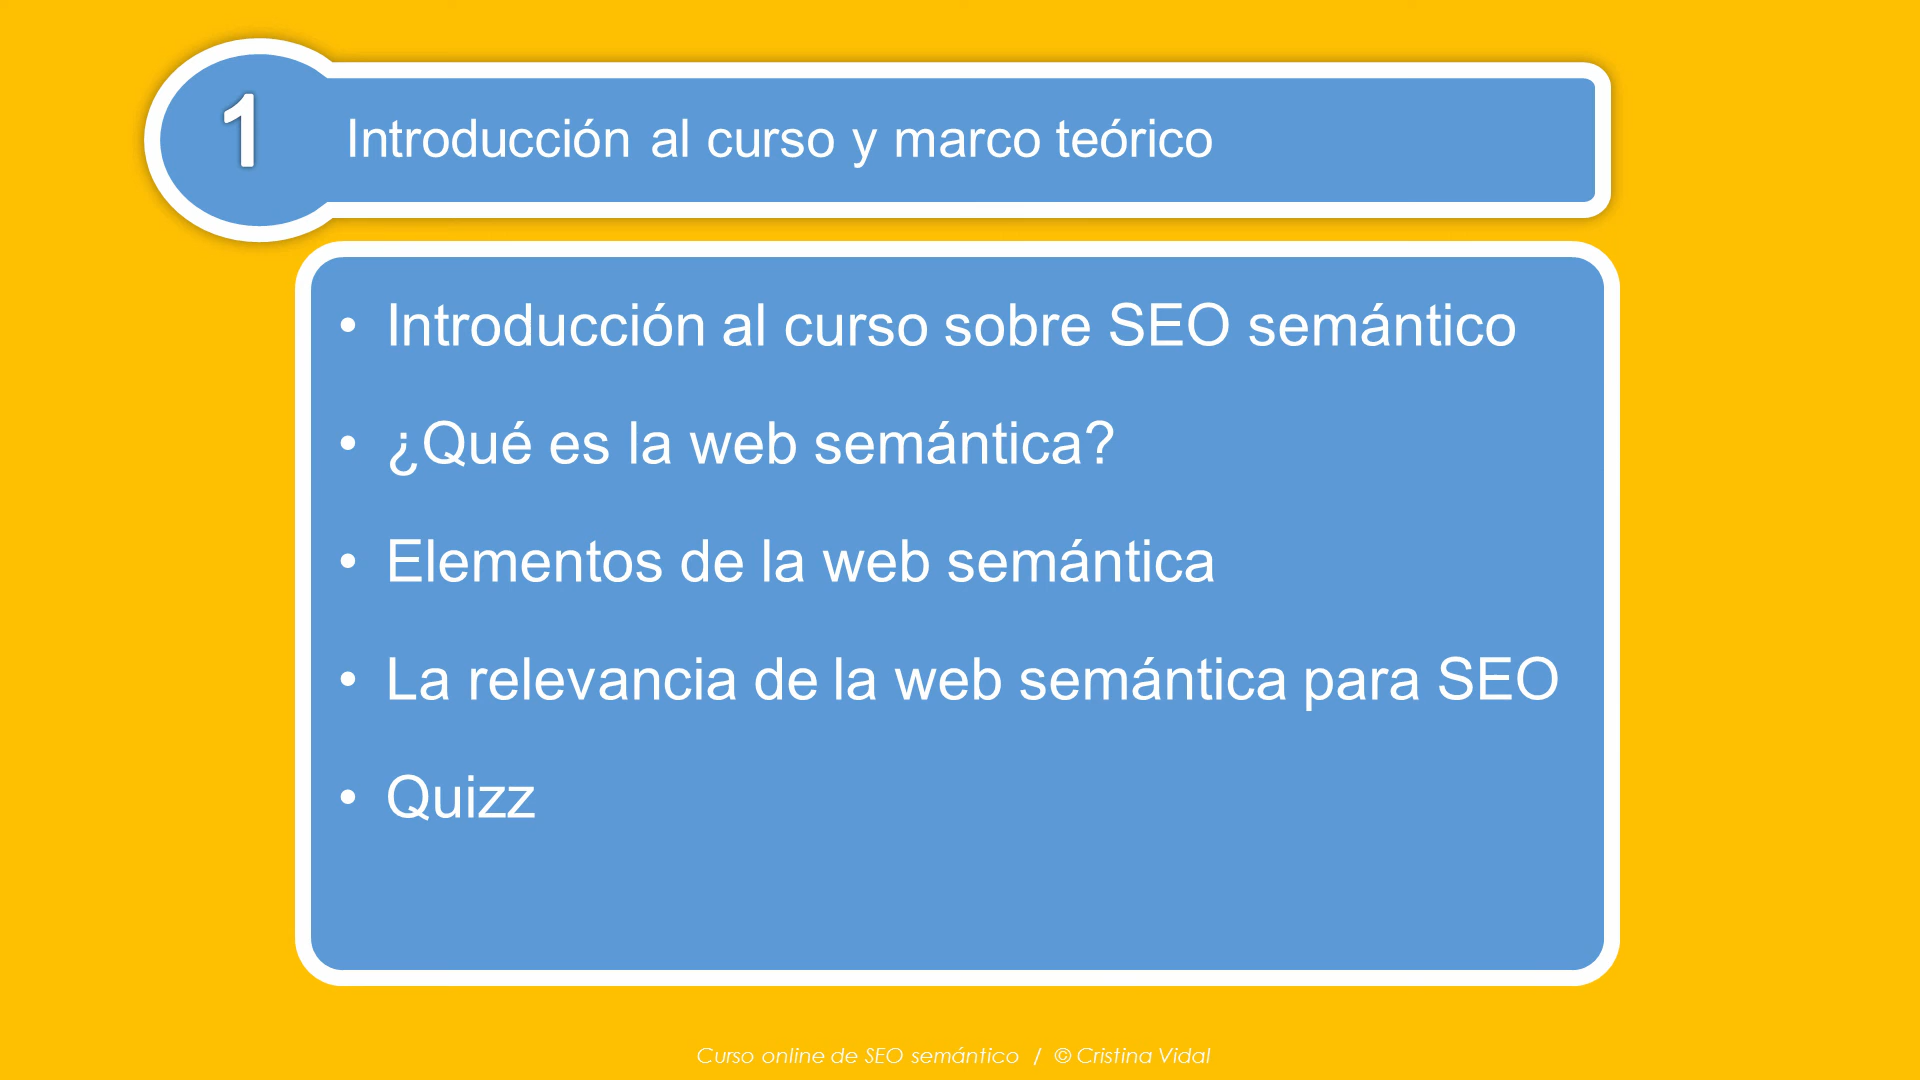 1
Introducción al curso y marco teórico
• Introducción al curso sobre SEO semántico
• ¿Qué es la web semántica?
• Elementos de la web semántica
• La relevancia de la web semántica para SEO
• Quizz
Curso online de SEO semántico / © Cristina Vidal